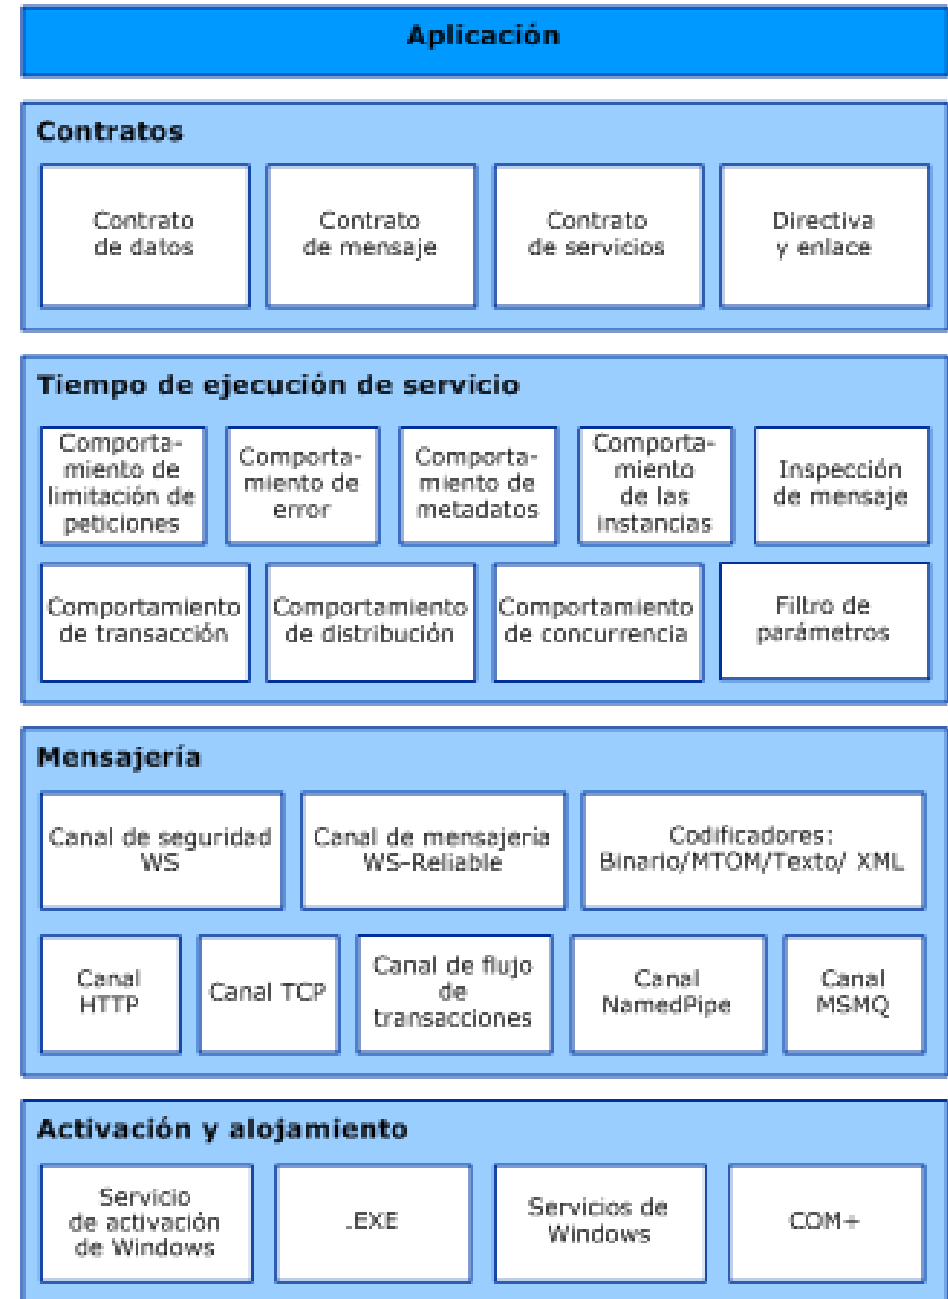 Aplicación
Contratos
Contrato
de datos
Contrato
de mensaje
Contrato
de servicios
Directiva
y enlace
Tiempo de ejecución de servicio
Comporta-
miento de
limitación de
peticiones
Comporta-
miento de
error
Comporta-
miento de
metadatos
Comporta-
miento
de las
instancias
Inspección
de mensaje
Comportamiento
de transacción
Comportamiento
de distribución
Comportamiento
de concurrencia
Filtro de
parámetros
Mensajería
Canal de seguridad
WS
Canal de mensajería
WS-Reliable
Codificadores:
Binario/MTOM/Texto/ XML
Canal
HTTP
Canal TCP
Canal de flujo
de
transacciones
Canal
NamedPipe
Canal
MSMQ
Activación y alojamiento
Servicio
de activación
de Windows
.EXE
Servicios de
Windows
COM+